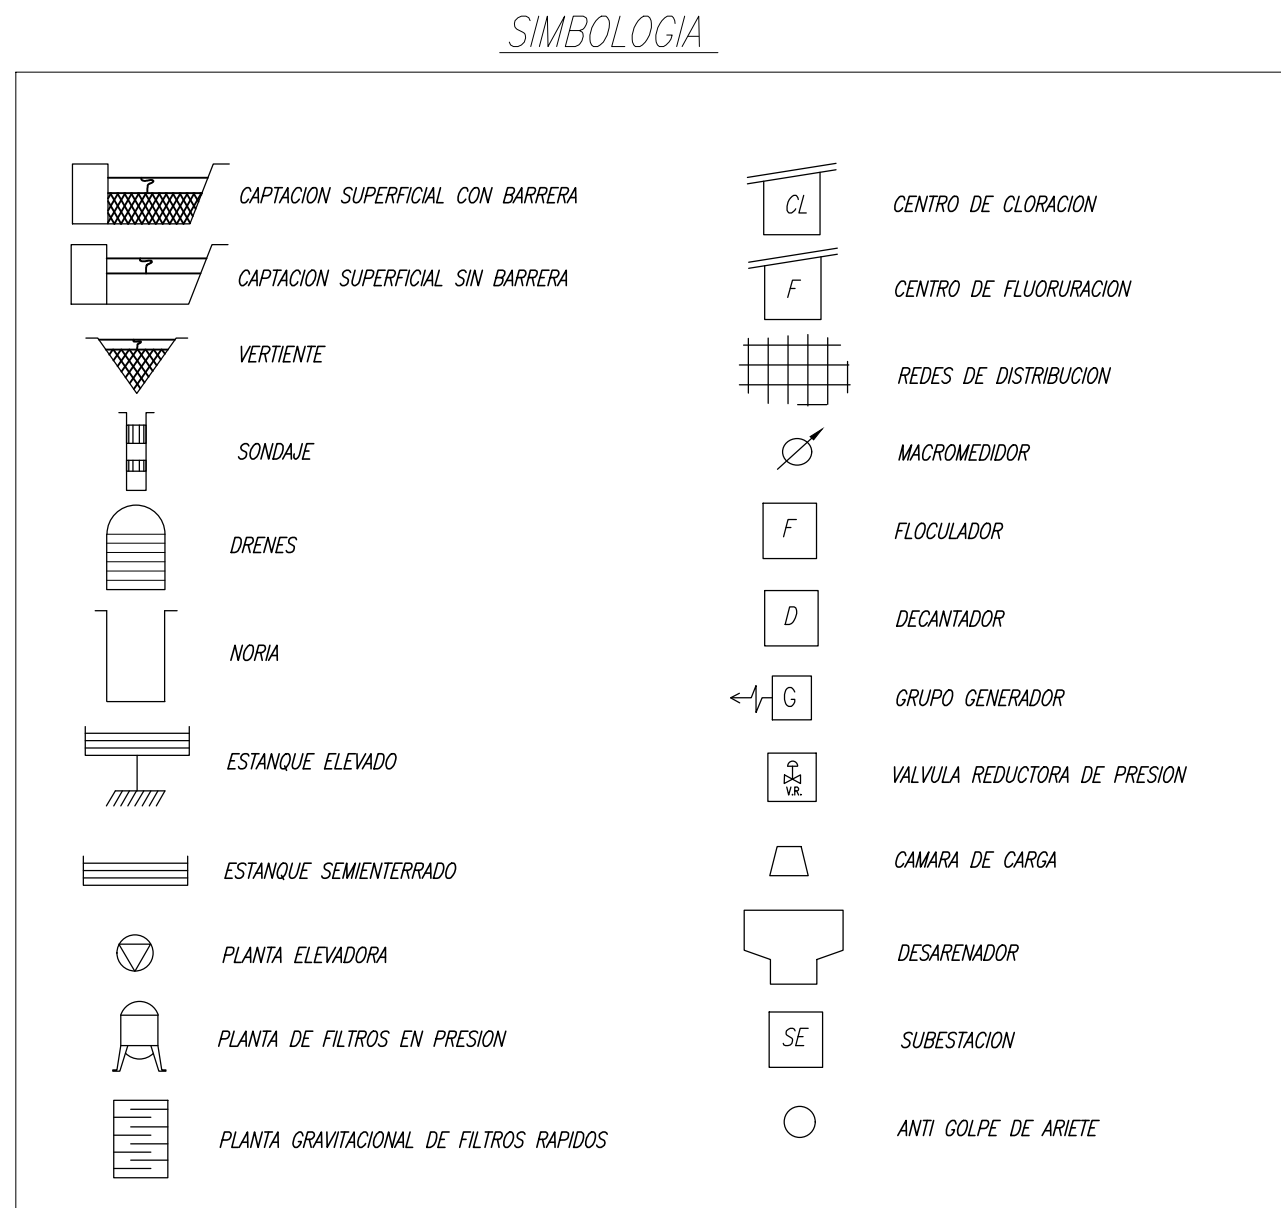 SIMBOLOGIA
CAPTACION SUPERFICIAL CON BARRERA
CAPTACION SUPERFICIAL SIN BARRERA
VERTIENTE
SONDAJE
DRENES
NORIA
ESTANQUE ELEVADO
ESTANQUE SEMIENTERRADO
PLANTA ELEVADORA
PLANTA DE FILTROS EN PRESION
PLANTA GRAVITACIONAL DE FILTROS RAPIDOS
CL
CENTRO DE CLORACION
F
CENTRO DE FLUORURACION
REDES DE DISTRIBUCION
MACROMEDIDOR
F
FLOCULADOR
D
DECANTADOR
G
GRUPO GENERADOR
V.R.
VALVULA REDUCTORA DE PRESION
CAMARA DE CARGA
DESARENADOR
SE
SUBESTACION
ANTI GOLPE DE ARIETE